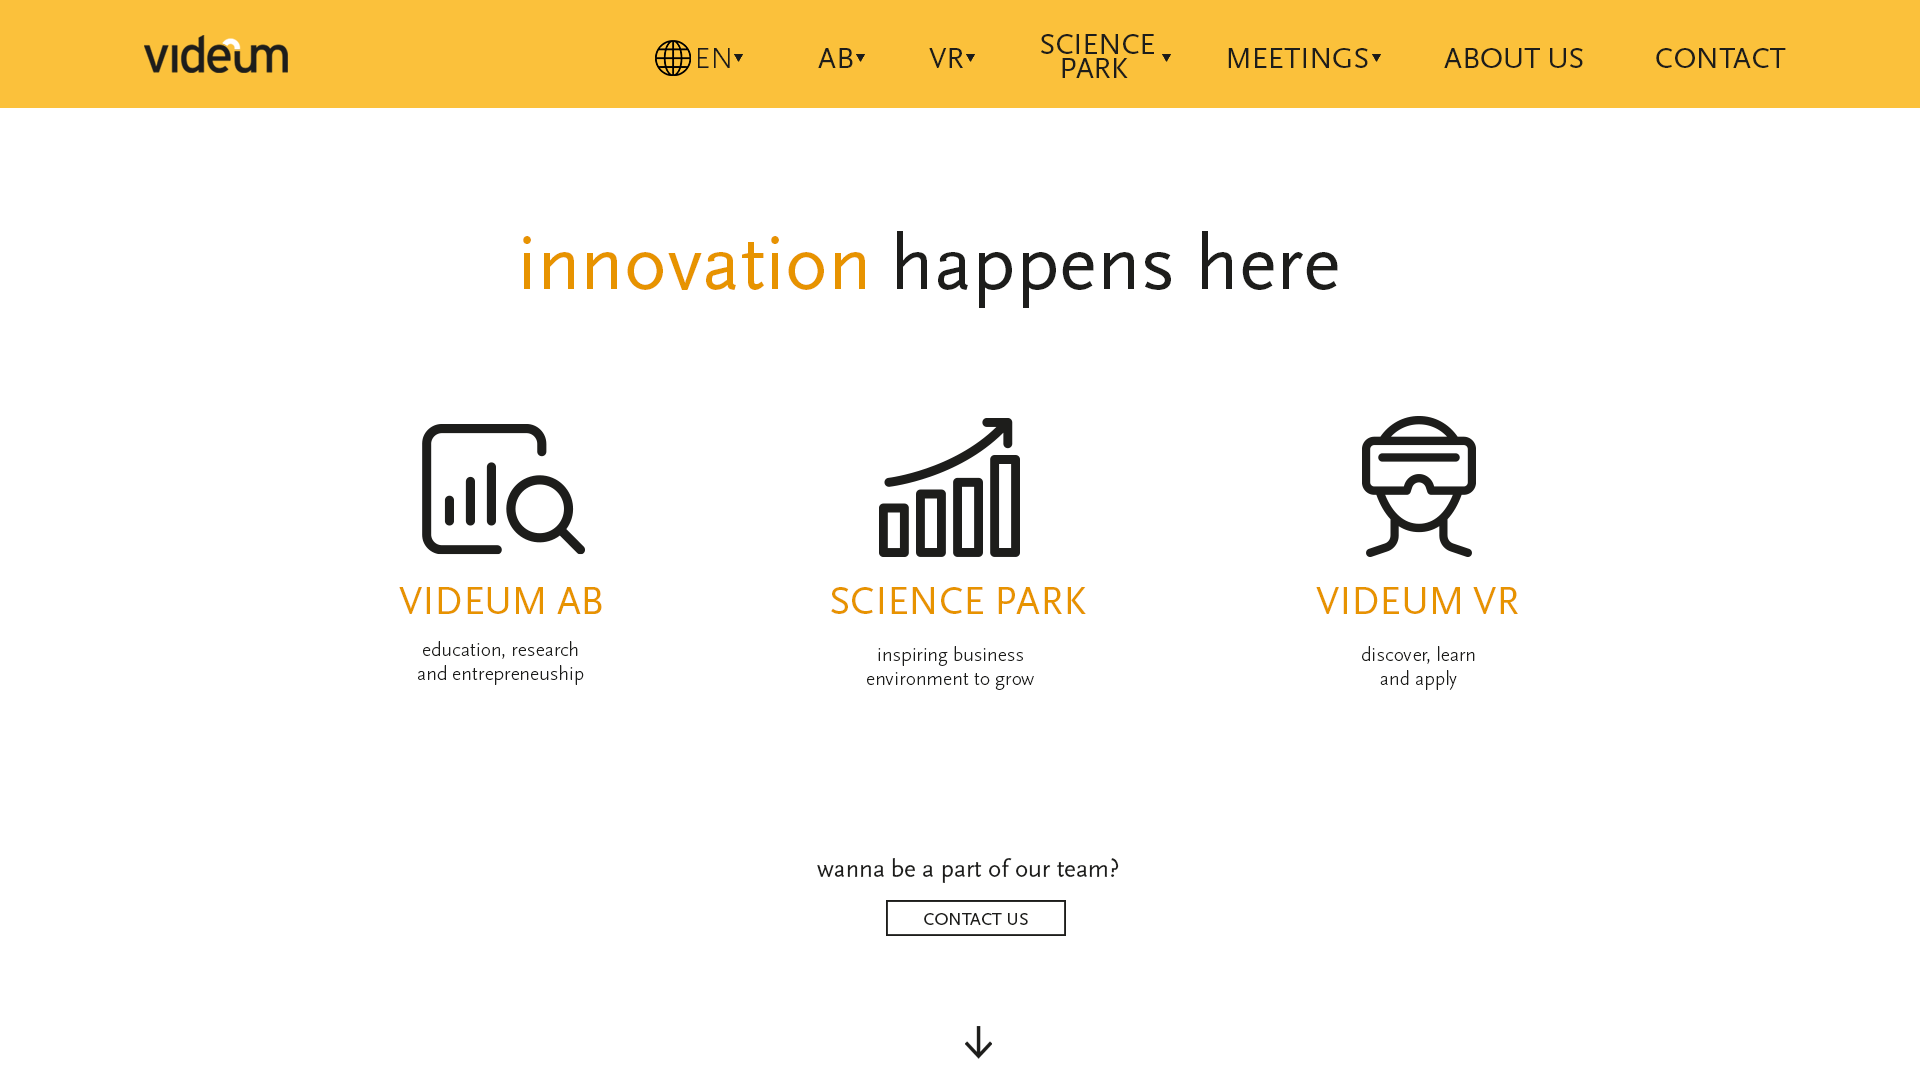 videum
EN
AB
VR
SCIENCE
PARK
MEETINGS
ABOUT US
CONTACT
innovation happens here
VIDEUM AB
education, research
and entrepreneuship
SCIENCE PARK
inspiring business
environment to grow
VIDEUM VR
discover, learn
and apply
wanna be a part of our team?
CONTACT US